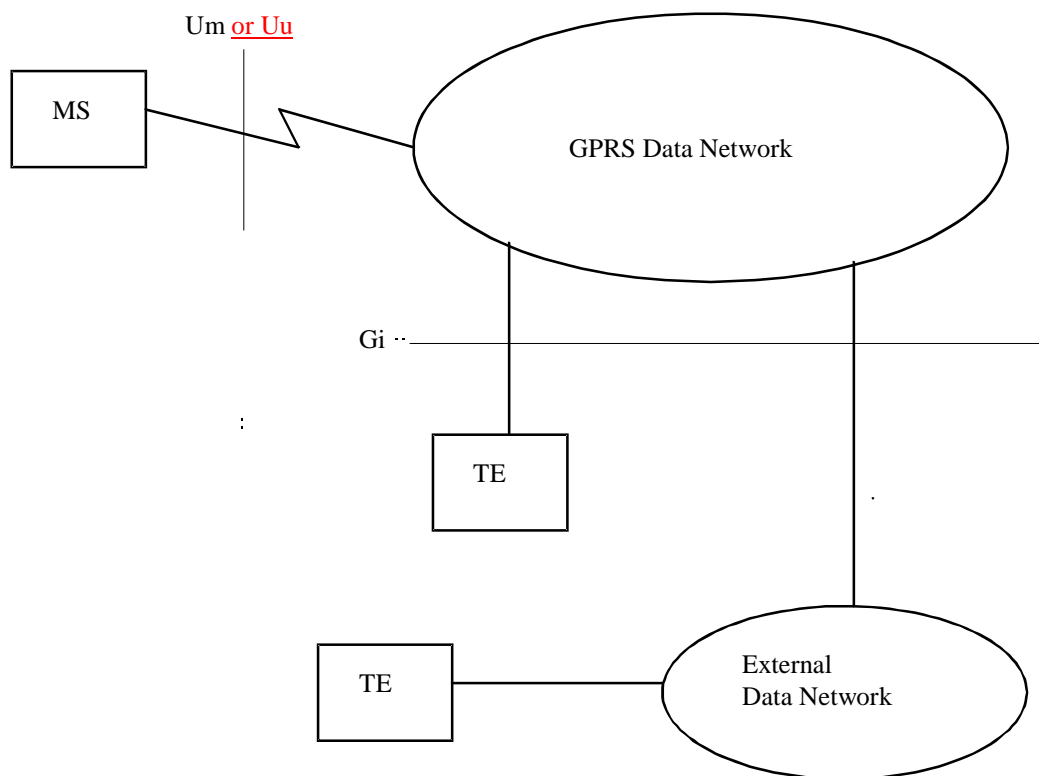 Um or Uu
MS
GPRS Data Network
Gi
TE
TE
External
Data Network